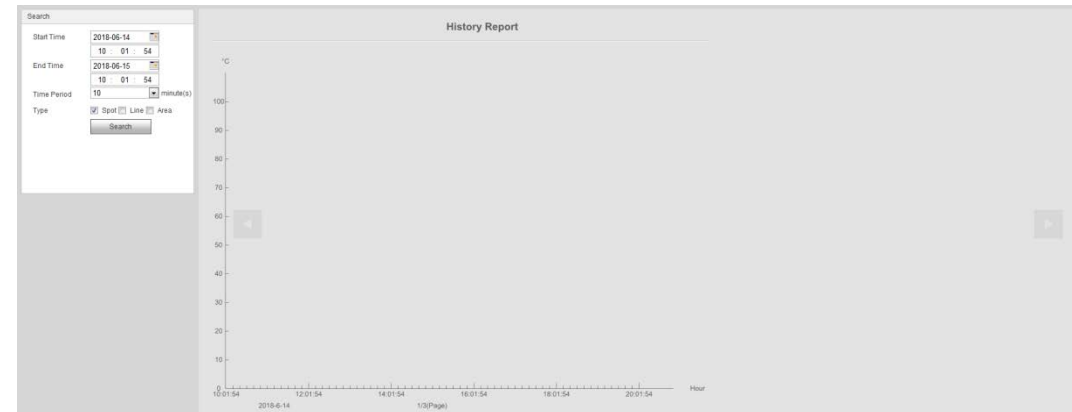 Search
Start Time 2018-06-14
10 : 01 : 54
End Time 2018-06-15
10 : 01 : 54
Time Period 10 minute(s)
Type Spot Line Area
Search
History Report
°C
100
90
80
70
60
50
40
30
20
10
0
10:01:54 12:01:54 14:01:54 16:01:54 18:01:54 20:01:54 Hour
2018-6-14 1/3(Page)